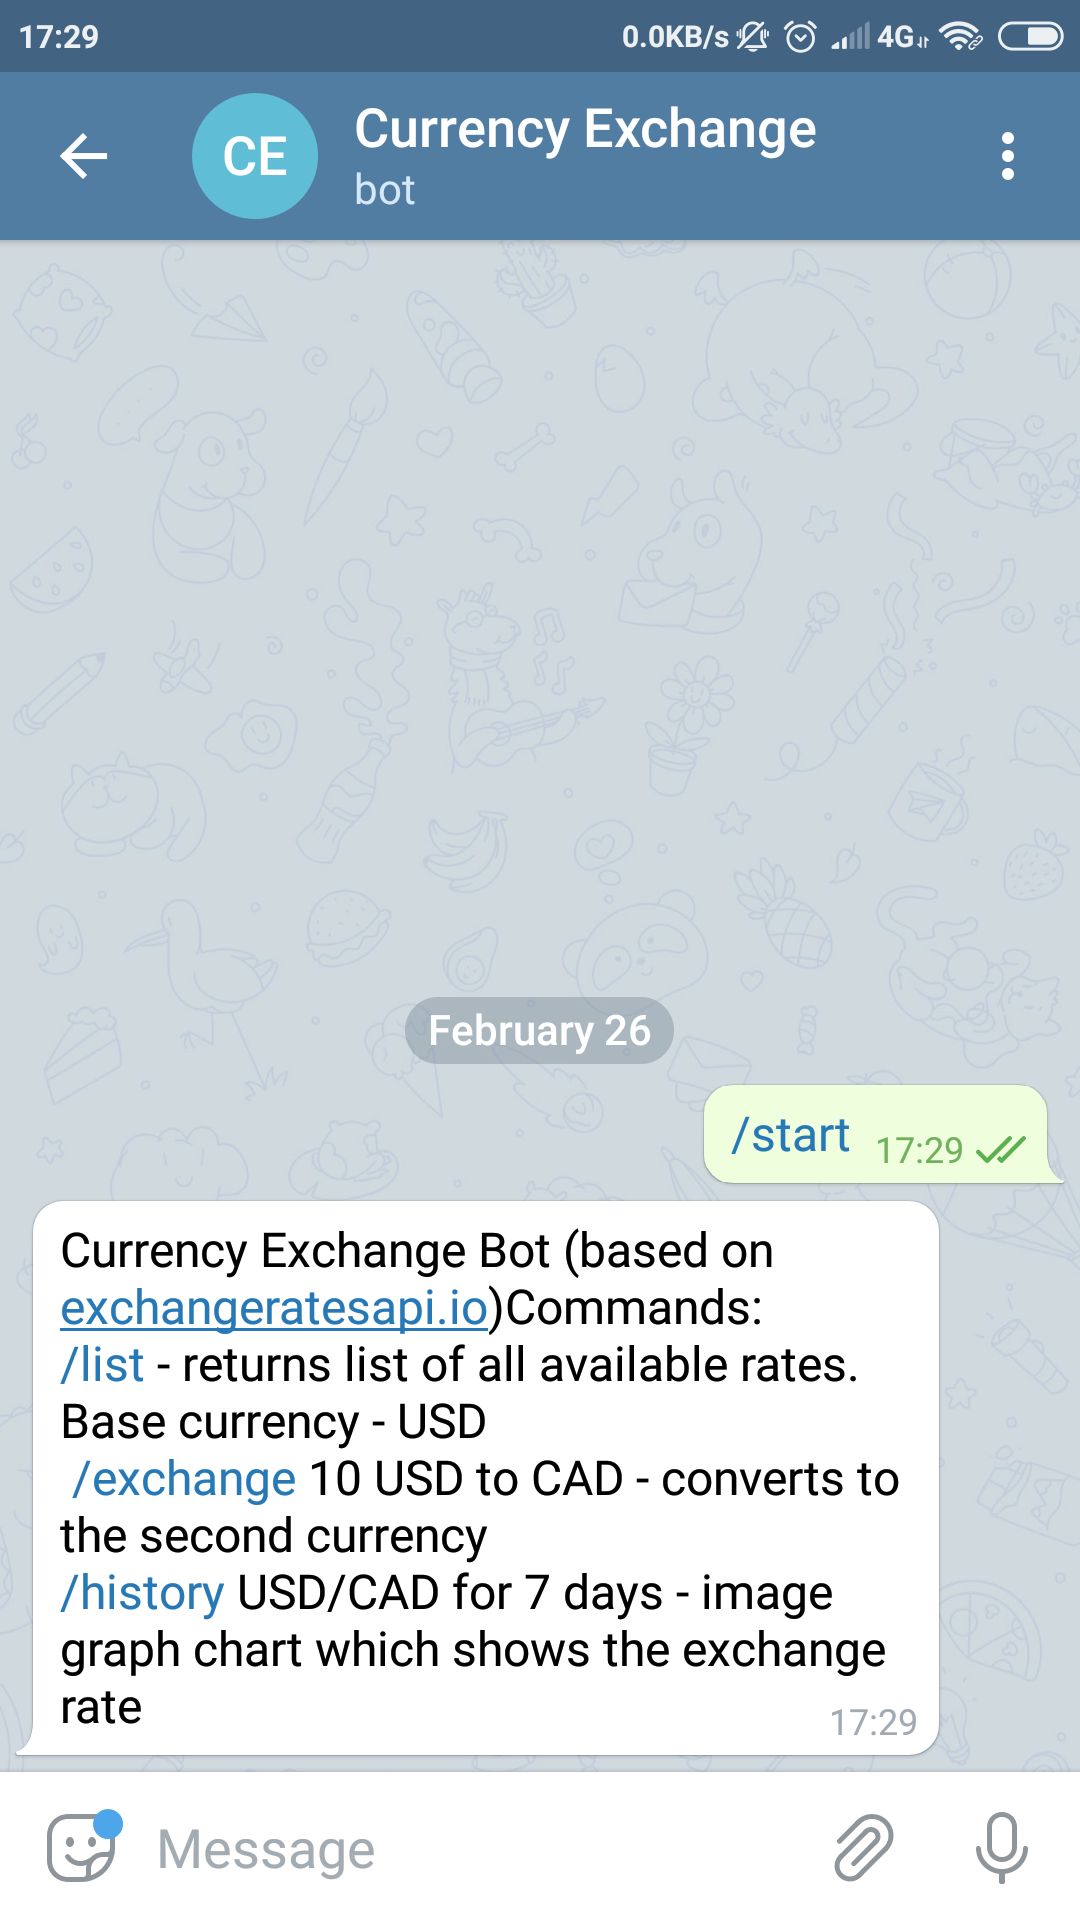 17:29 0.0KB/s 4G
CE
Currency Exchange
bot
February 26
/start 17:29
Currency Exchange Bot (based on
exchangeratesapi.io)Commands:
/list - returns list of all available rates.
Base currency - USD
/exchange 10 USD to CAD - converts to
the second currency
/history USD/CAD for 7 days - image
graph chart which shows the exchange
rate
17:29
Message